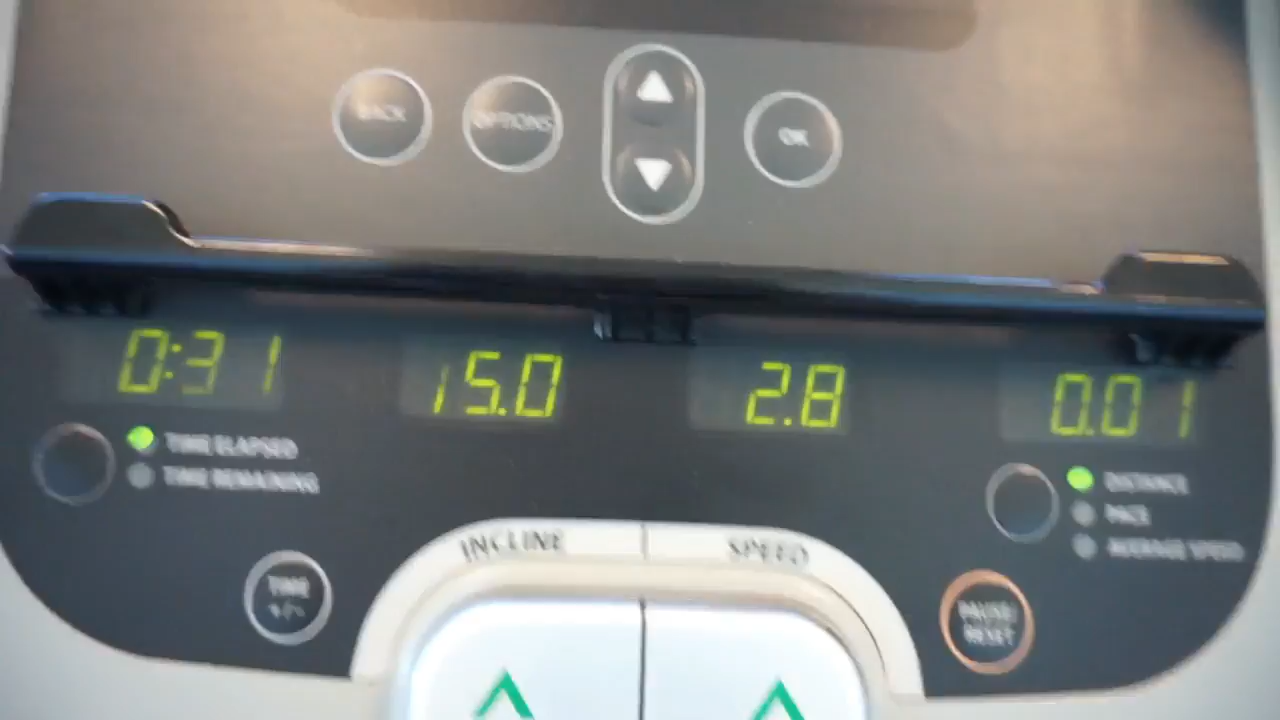 BACK
OPTIONS
OK
0:31
15.0
2.8
0.01
TIME ELAPSED
TIME REMAINING
DISTANCE
PACE
AVERAGE SPEED
INCLINE
SPEED
TIME
+/-
PAUSE/
RESET